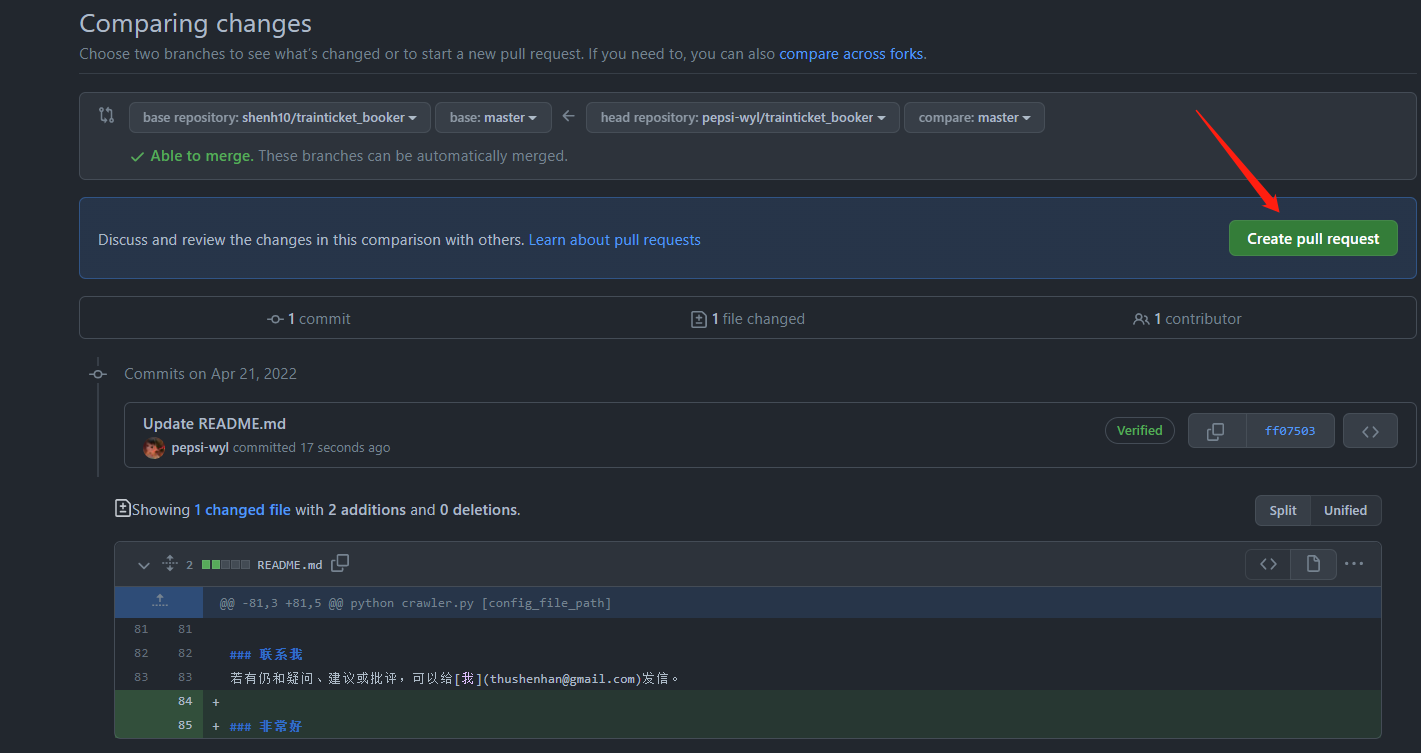 Comparing changes
Choose two branches to see what's changed or to start a new pull request. If you need to, you can also compare across forks.
base repository: shenh10/trainticket_booker base: master head repository: pepsi-wyl/trainticket_booker compare: master
Able to merge. These branches can be automatically merged.
Discuss and review the changes in this comparison with others. Learn about pull requests Create pull request
1 commit 1 file changed 1 contributor
Commits on Apr 21, 2022
Update README.md
pepsi-wyl committed 17 seconds ago Verified ff07503
Showing 1 changed file with 2 additions and 0 deletions. Split Unified
2 README.md
@@ -81,3 +81,5 @@ python crawler.py [config_file_path]
81 81
82 82 ### 联系我
83 83 若有仍和疑问、建议或批评，可以给[我](thushenhan@gmail.com)发信。
84 +
85 + ### 非常好